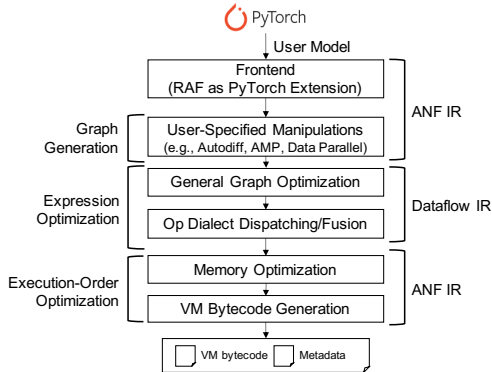 PyTorch
User Model
Frontend
(RAF as PyTorch Extension)
ANF IR
Graph
Generation
User-Specified Manipulations
(e.g., Autodiff, AMP, Data Parallel)
General Graph Optimization
Expression
Optimization
Dataflow IR
Op Dialect Dispatching/Fusion
Memory Optimization
Execution-Order
Optimization
ANF IR
VM Bytecode Generation
VM bytecode
Metadata